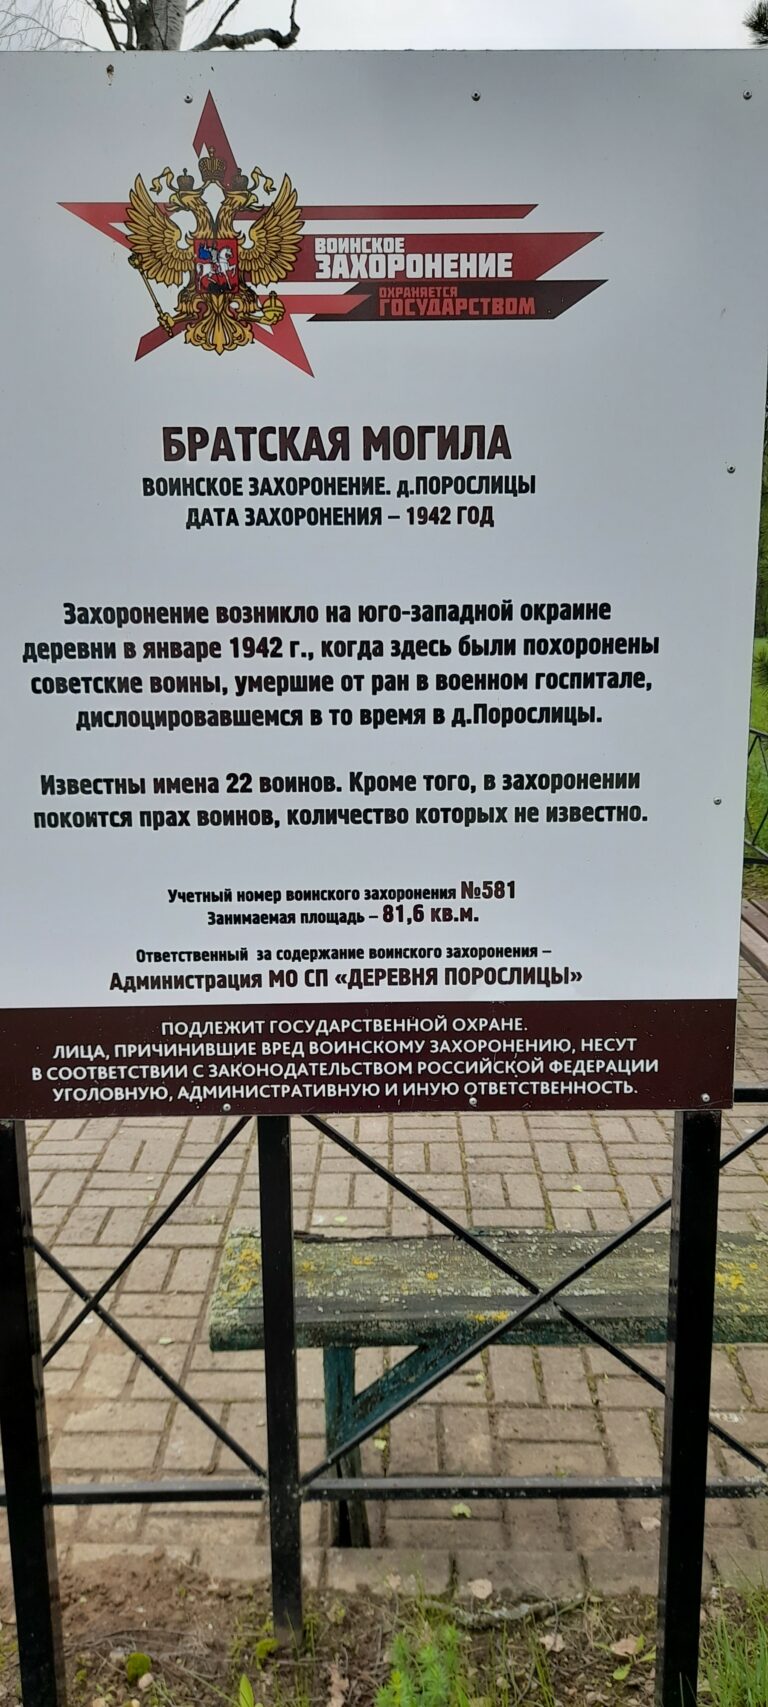 ВОИНСКОЕ
ЗАХОРОНЕНИЕ
ОХРАНЯЕТСЯ
ГОСУДАРСТВОМ
БРАТСКАЯ МОГИЛА
ВОИНСКОЕ ЗАХОРОНЕНИЕ. д.ПОРОСЛИЦЫ
ДАТА ЗАХОРОНЕНИЯ – 1942 ГОД
Захоронение возникло на юго-западной окраине
деревни в январе 1942 г., когда здесь были похоронены
советские воины, умершие от ран в военном госпитале,
дислоцировавшемся в то время в д.Порослицы.
Известны имена 22 воинов. Кроме того, в захоронении
покоится прах воинов, количество которых не известно.
Учетный номер воинского захоронения №581
Занимаемая площадь – 81,6 кв.м.
Ответственный за содержание воинского захоронения –
Администрация МО СП «ДЕРЕВНЯ ПОРОСЛИЦЫ»
ПОДЛЕЖИТ ГОСУДАРСТВЕННОЙ ОХРАНЕ.
ЛИЦА, ПРИЧИНИВШИЕ ВРЕД ВОИНСКОМУ ЗАХОРОНЕНИЮ, НЕСУТ
В СООТВЕТСТВИИ С ЗАКОНОДАТЕЛЬСТВОМ РОССИЙСКОЙ ФЕДЕРАЦИИ
УГОЛОВНУЮ, АДМИНИСТРАТИВНУЮ И ИНУЮ ОТВЕТСТВЕННОСТЬ.